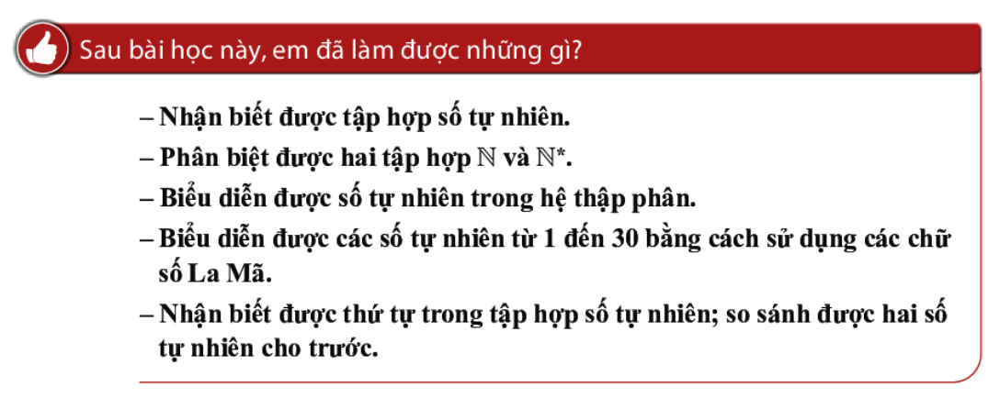 Sau bài học này, em đã làm được những gì?
– Nhận biết được tập hợp số tự nhiên.
– Phân biệt được hai tập hợp ℕ và ℕ*.
– Biểu diễn được số tự nhiên trong hệ thập phân.
– Biểu diễn được các số tự nhiên từ 1 đến 30 bằng cách sử dụng các chữ
số La Mã.
– Nhận biết được thứ tự trong tập hợp số tự nhiên; so sánh được hai số
tự nhiên cho trước.